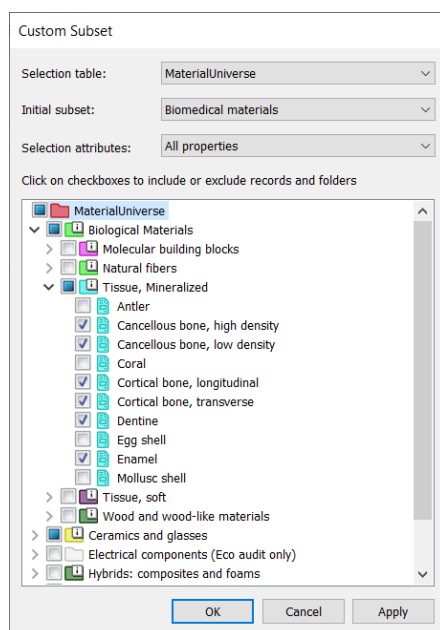 Custom Subset
Selection table: MaterialUniverse
Initial subset: Biomedical materials
Selection attributes: All properties
Click on checkboxes to include or exclude records and folders
MaterialUniverse
Biological Materials
Molecular building blocks
Natural fibers
Tissue, Mineralized
Antler
Cancellous bone, high density
Cancellous bone, low density
Coral
Cortical bone, longitudinal
Cortical bone, transverse
Dentine
Egg shell
Enamel
Mollusc shell
Tissue, soft
Wood and wood-like materials
Ceramics and glasses
Electrical components (Eco audit only)
Hybrids: composites and foams
OK Cancel Apply